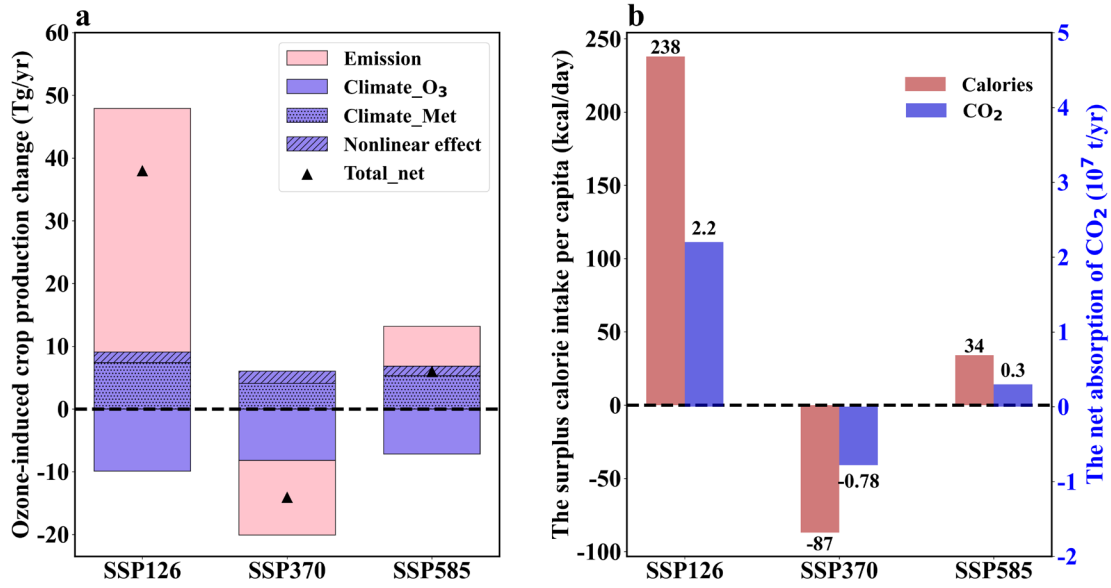 a
Ozone-induced crop production change (Tg/yr)
60
50
40
30
20
10
0
-10
-20
Emission
Climate_O₃
Climate_Met
Nonlinear effect
Total_net
SSP126
SSP370
SSP585
b
The surplus calorie intake per capita (kcal/day)
250
200
150
100
50
0
-50
-100
238
2.2
-87
-0.78
34
0.3
Calories
CO₂
SSP126
SSP370
SSP585
5
4
3
2
1
0
-1
-2
The net absorption of CO₂ (10⁷ t/yr)